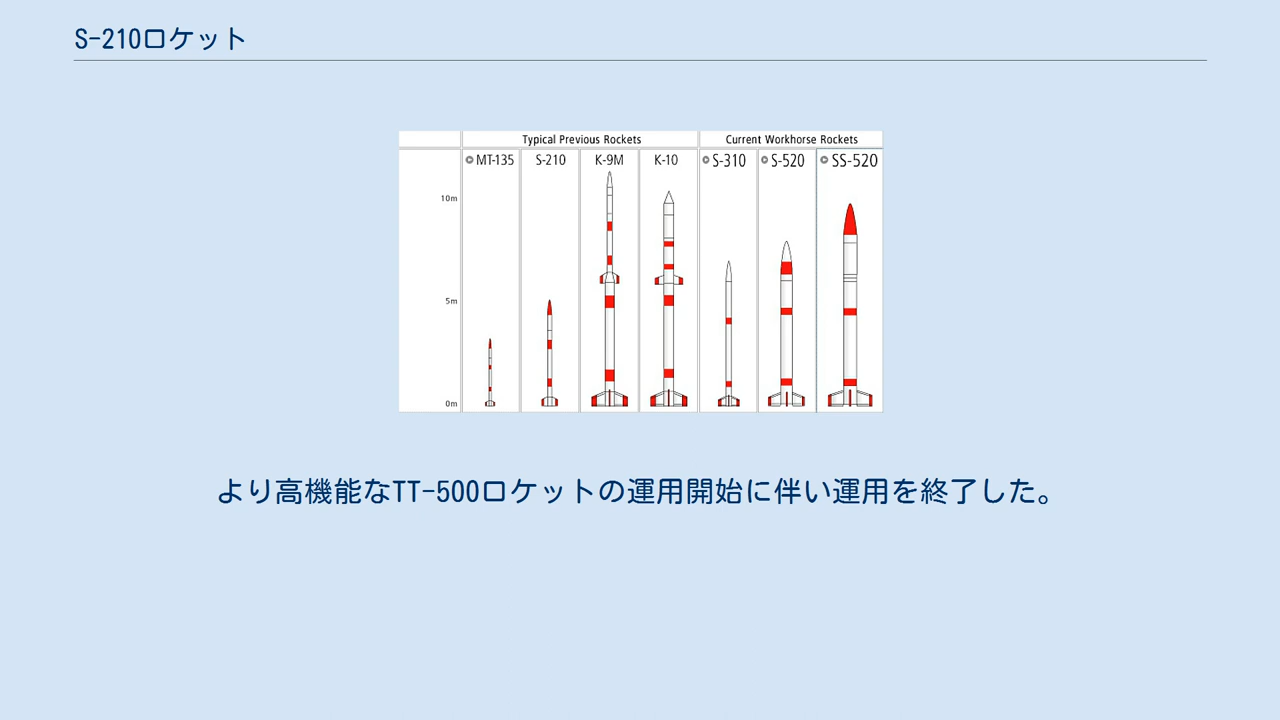 S-210ロケット
Typical Previous Rockets Current Workhorse Rockets
MT-135 S-210 K-9M K-10 S-310 S-520 SS-520
10m
5m
0m
より高機能なTT-500ロケットの運用開始に伴い運用を終了した。